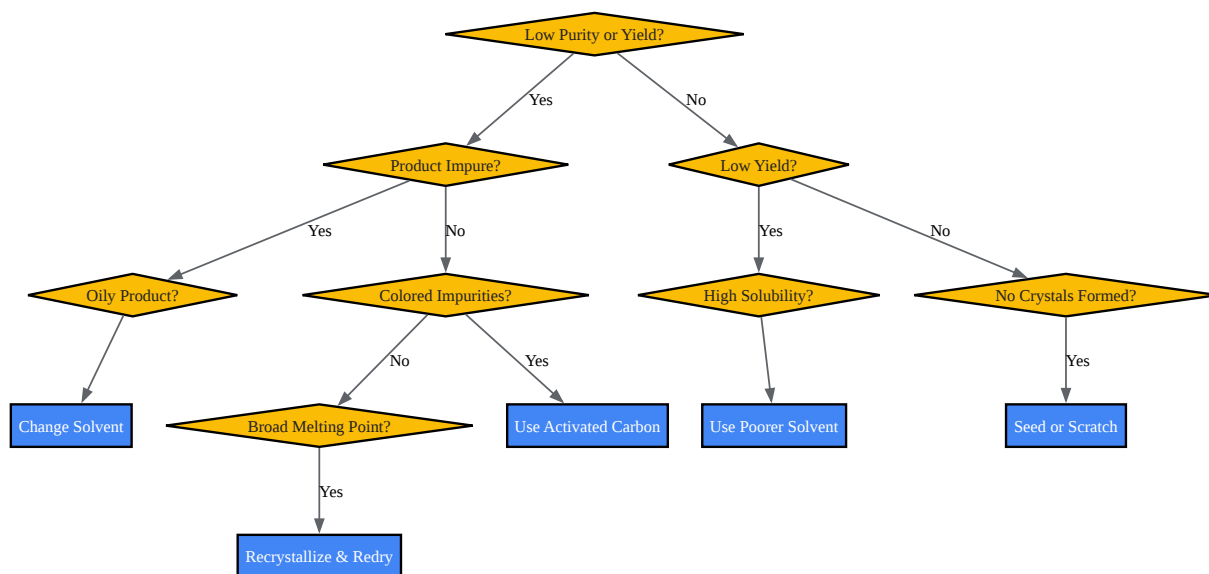 Low Purity or Yield?
Yes
No
Product Impure?
Low Yield?
Yes
No
Yes
No
Oily Product?
Colored Impurities?
High Solubility?
No Crystals Formed?
No
Yes
Yes
Change Solvent
Broad Melting Point?
Use Activated Carbon
Use Poorer Solvent
Seed or Scratch
Yes
Recrystallize & Redry